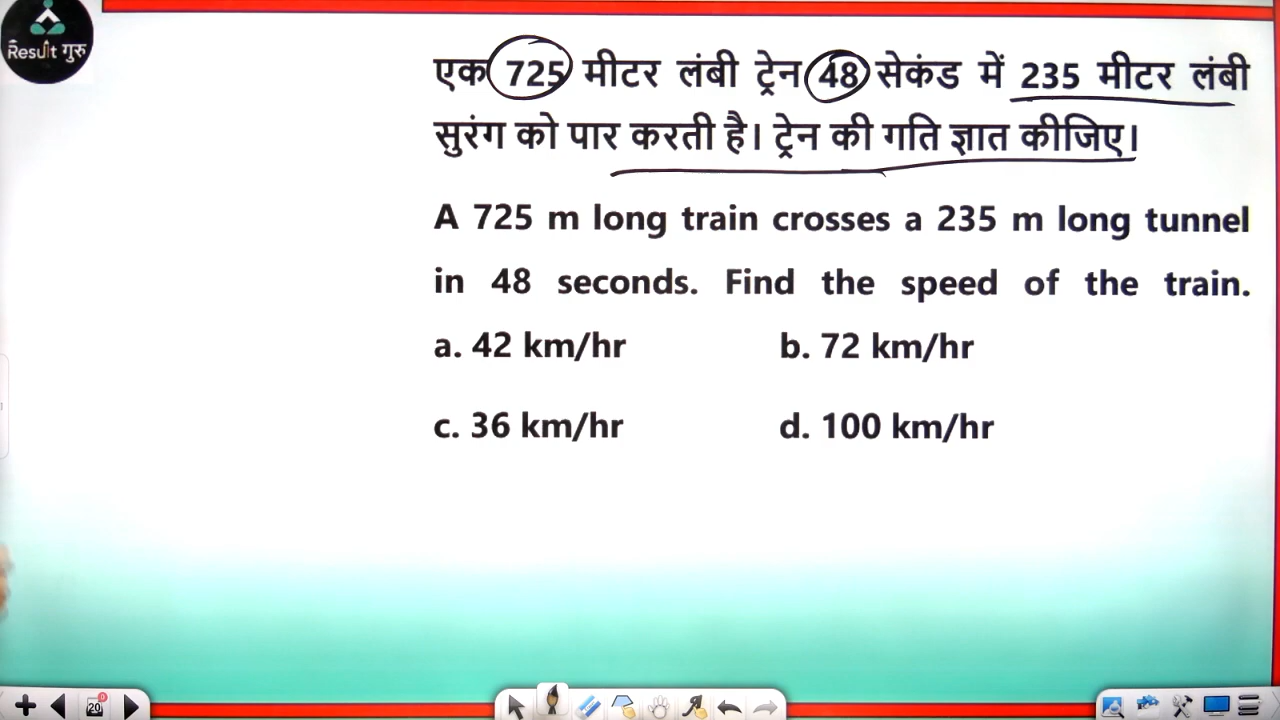 Result गुरु
एक 725 मीटर लंबी ट्रेन 48 सेकंड में 235 मीटर लंबी
सुरंग को पार करती है। ट्रेन की गति ज्ञात कीजिए।
A 725 m long train crosses a 235 m long tunnel
in 48 seconds. Find the speed of the train.
a. 42 km/hr b. 72 km/hr
c. 36 km/hr d. 100 km/hr
20